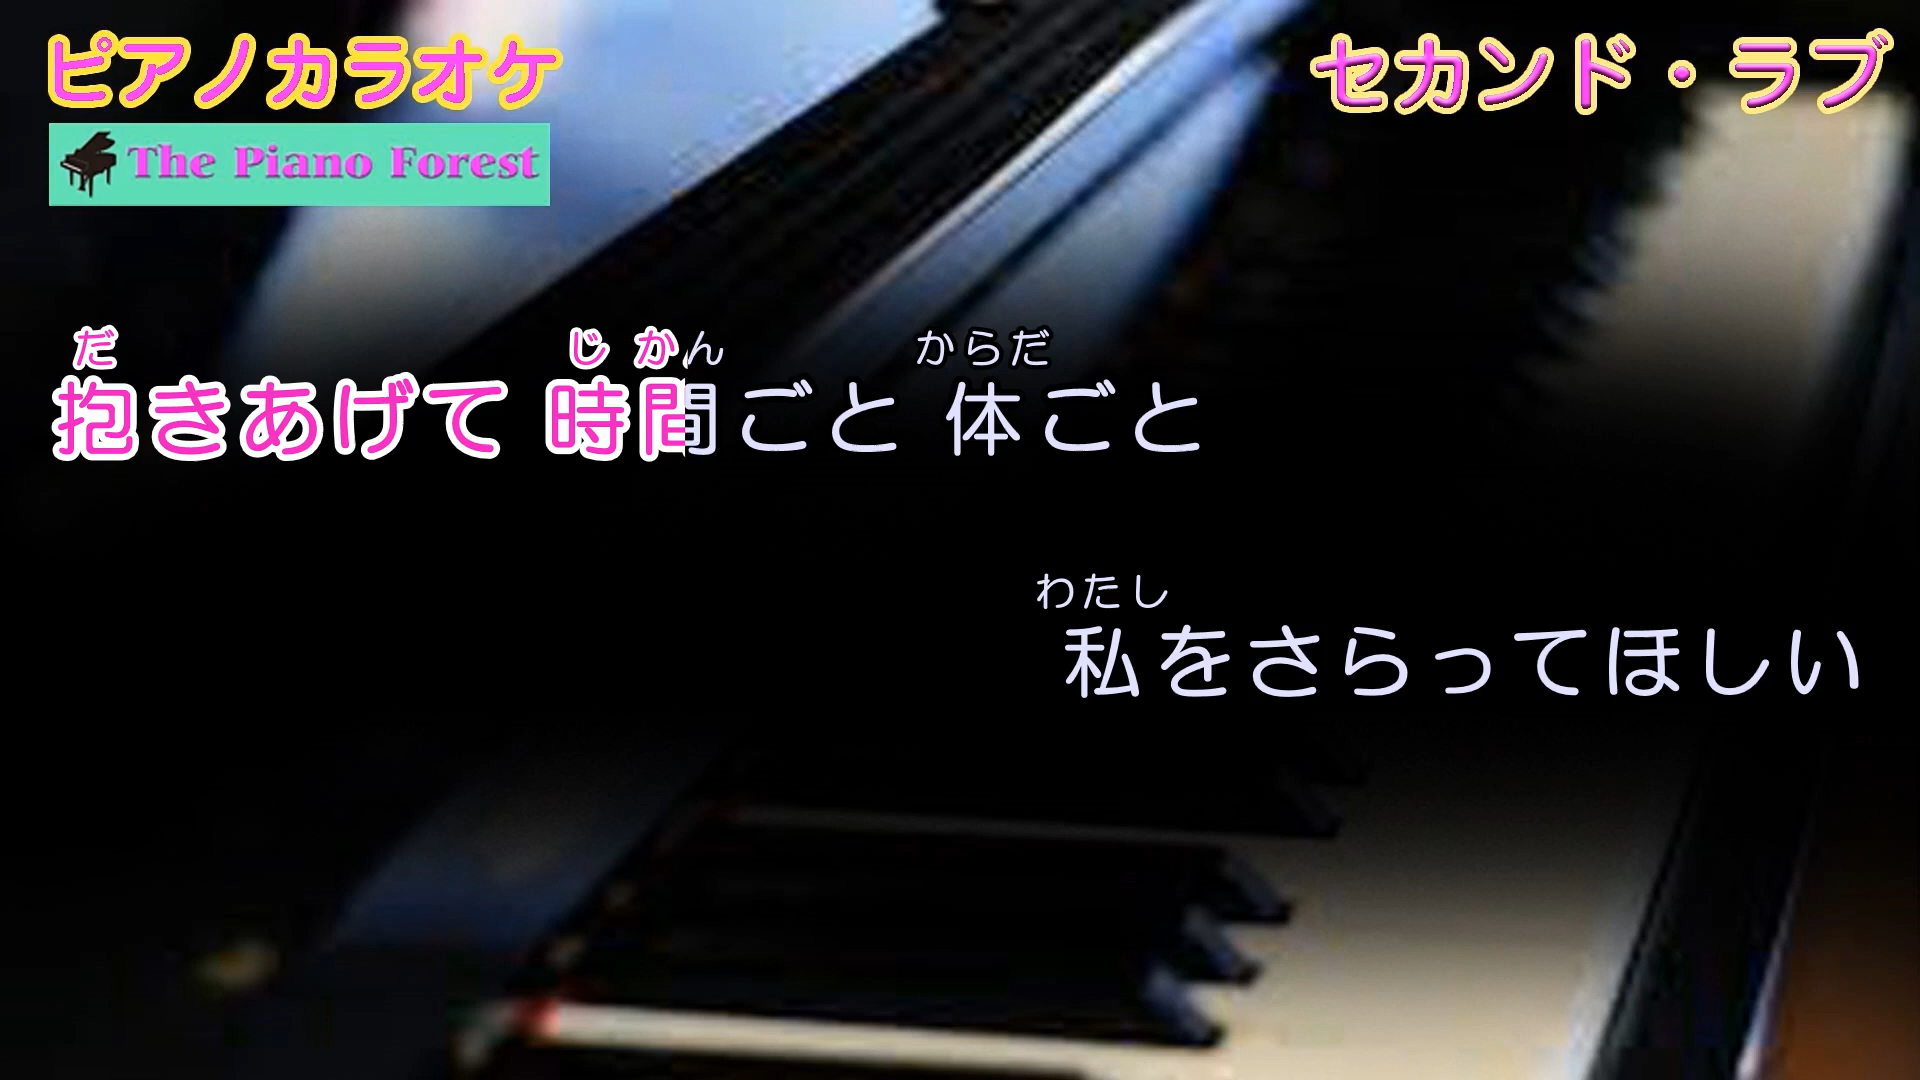 ピアノカラオケ
セカンド・ラブ
The Piano Forest
だ じ かん からだ
抱きあげて 時間ごと 体ごと
わたし
私をさらってほしい